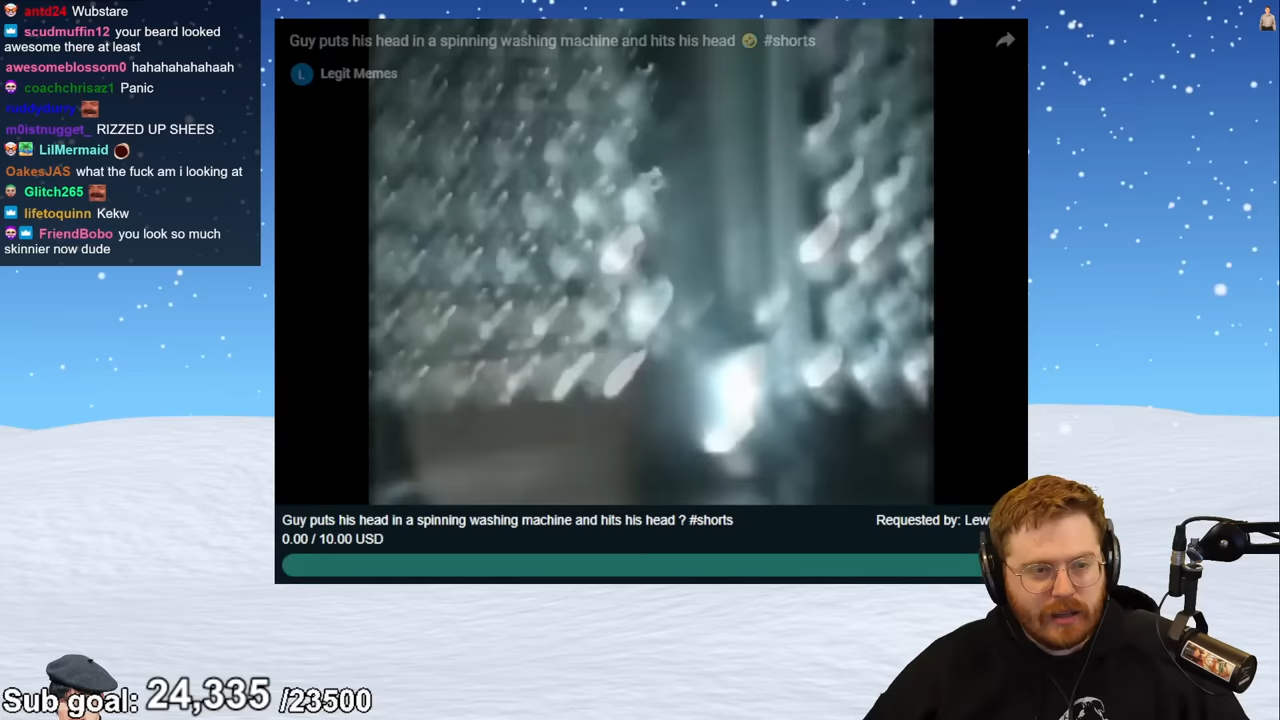 antd24 Wubstare
scudmuffin12 your beard looked
awesome there at least
awesomeblossom0 hahahahahahaah
coachchrisaz1 Panic
m0istnugget_ RIZZED UP SHEES
LilMermaid
OakesJAS what the fuck am i looking at
Glitch265
lifetoquinn Kekw
FriendBobo you look so much
skinnier now dude
Guy puts his head in a spinning washing machine and hits his head 🤣 #shorts
L Legit Memes
Guy puts his head in a spinning washing machine and hits his head ? #shorts
Requested by: Lew
0.00 / 10.00 USD
Sub goal: 24,335 /23500